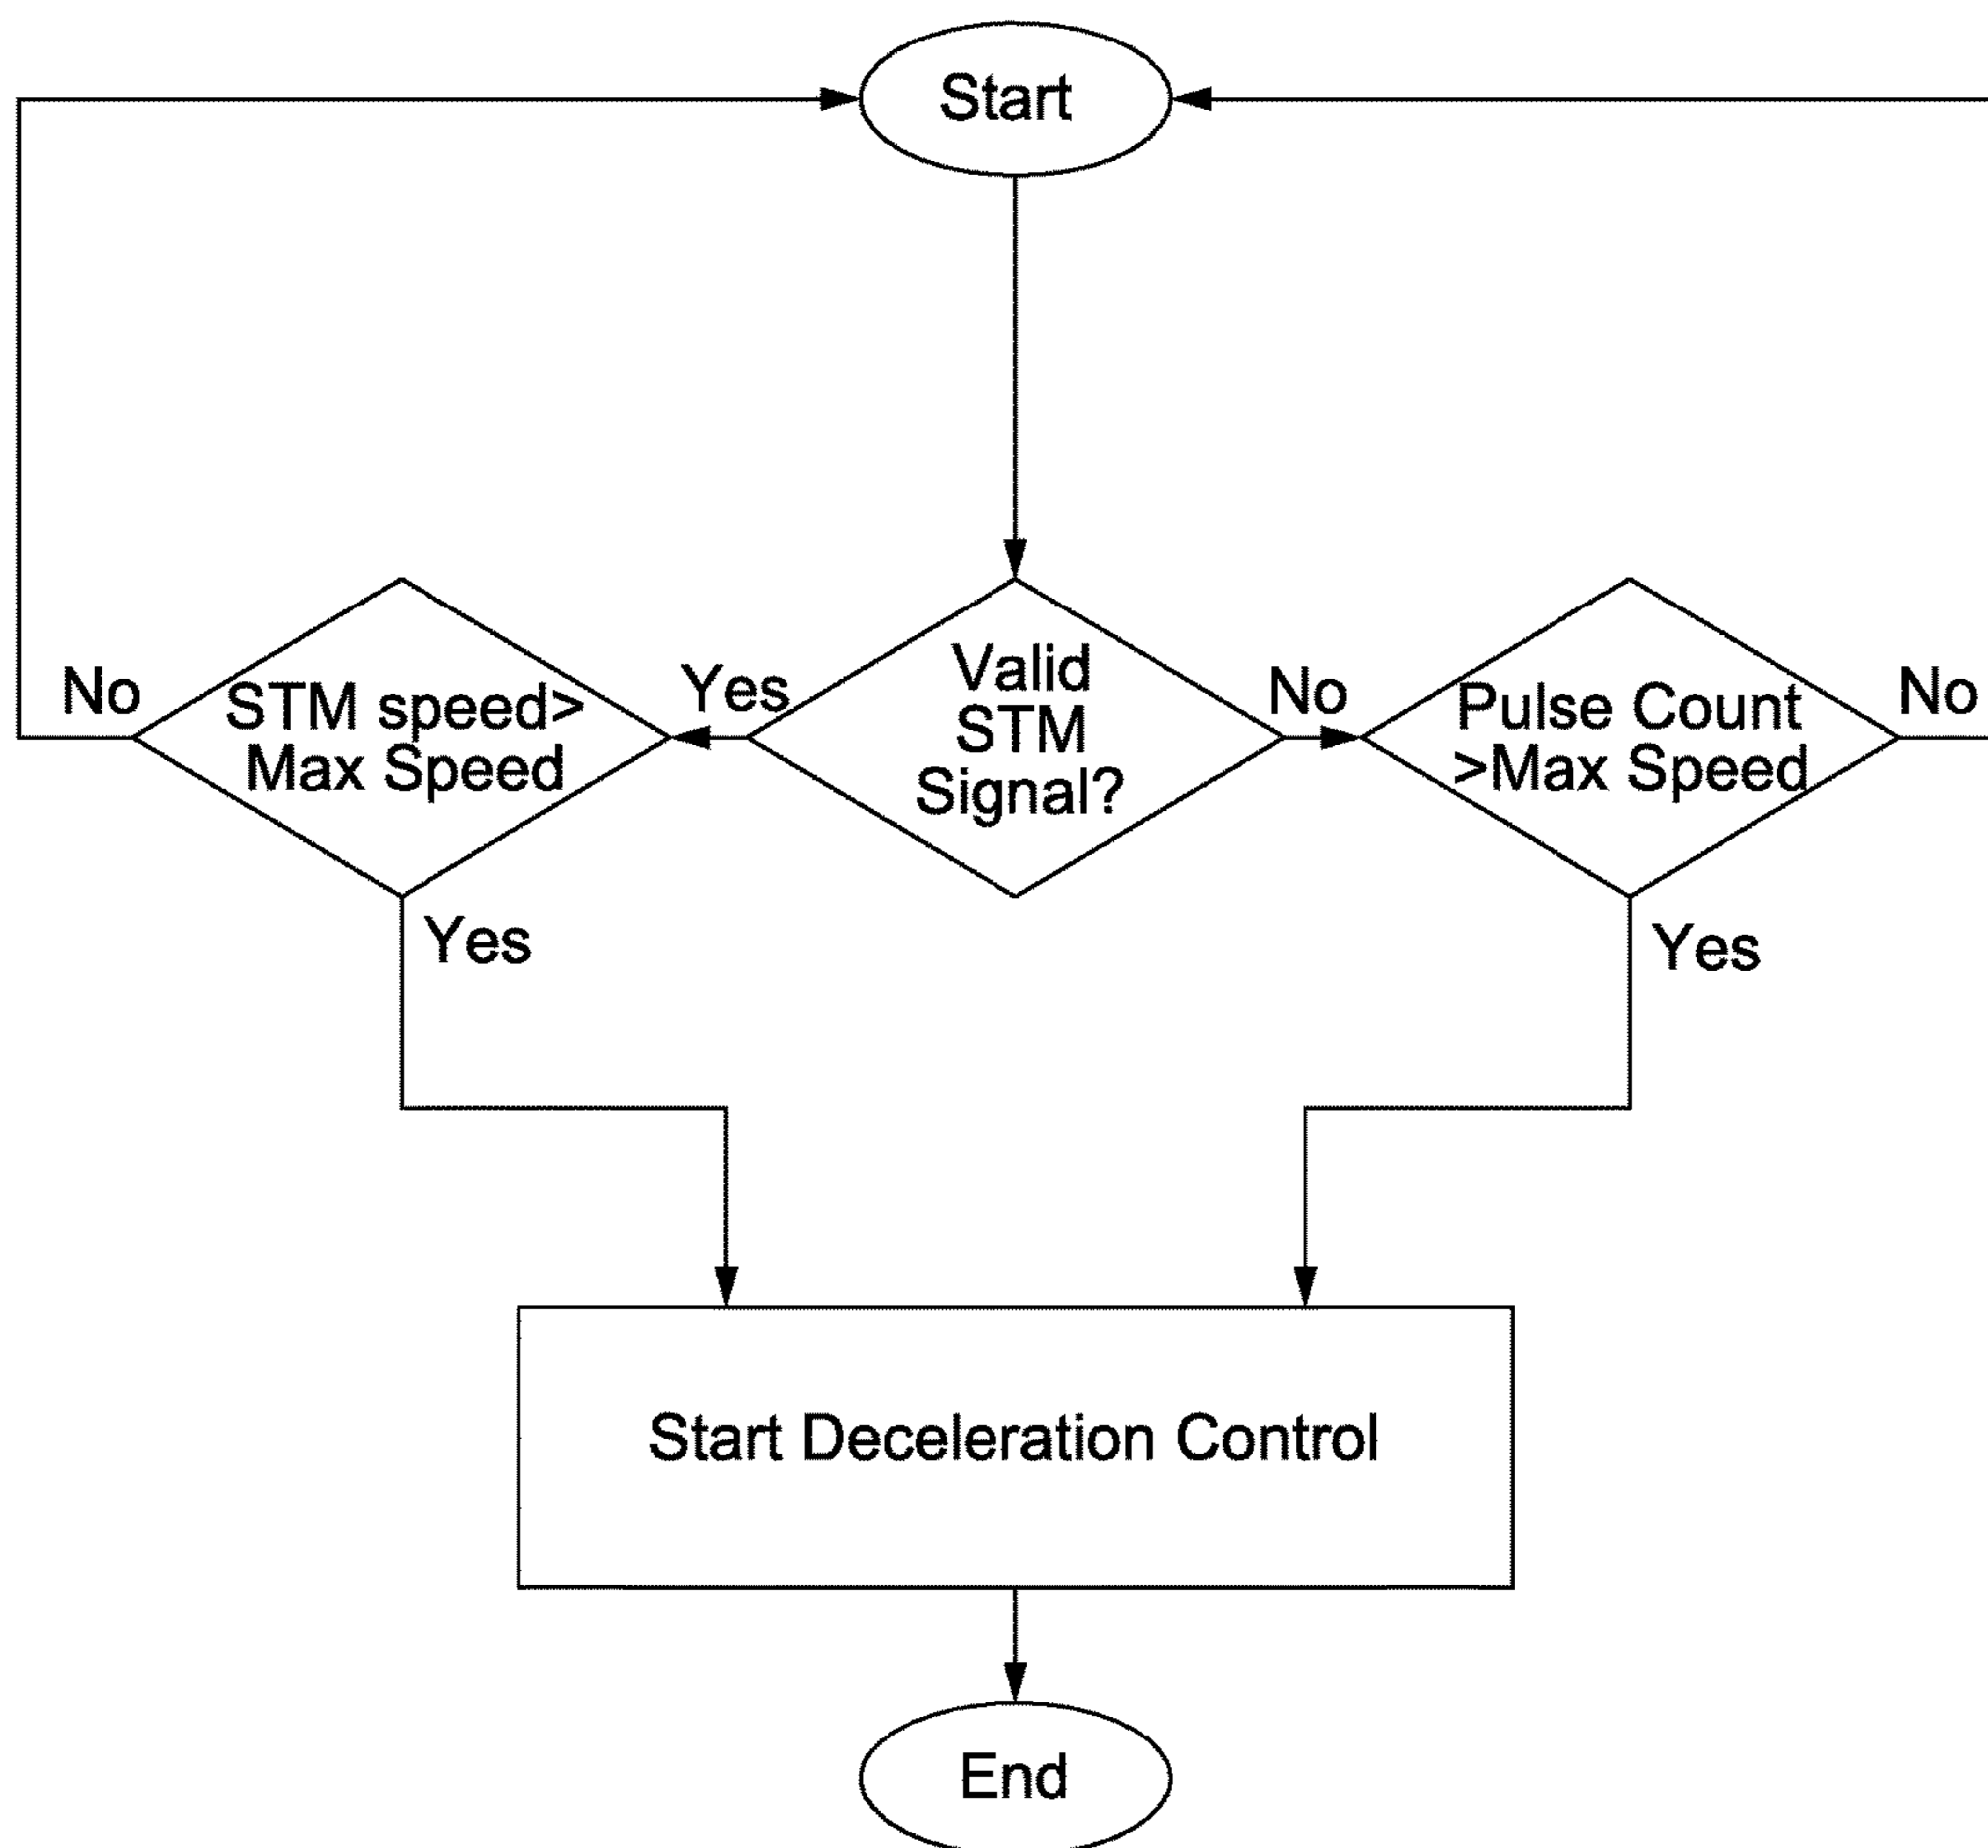 Start
No
STM speed>
Max Speed
Yes
Valid
STM
Signal?
No
Pulse Count
>Max Speed
No
Yes
Yes
Start Deceleration Control
End